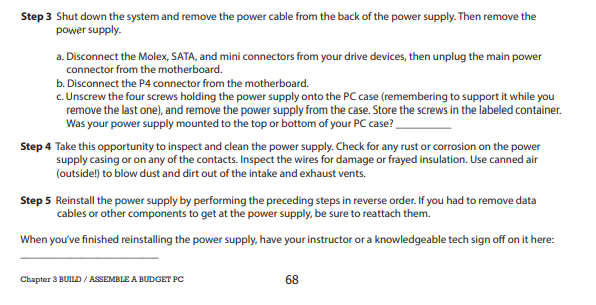 Step 3 Shut down the system and remove the power cable from the back of the power supply. Then remove the
power supply.
a. Disconnect the Molex, SATA, and mini connectors from your drive devices, then unplug the main power
connector from the motherboard.
b. Disconnect the P4 connector from the motherboard.
c. Unscrew the four screws holding the power supply onto the PC case (remembering to support it while you
remove the last one), and remove the power supply from the case. Store the screws in the labeled container.
Was your power supply mounted to the top or bottom of your PC case? __________
Step 4 Take this opportunity to inspect and clean the power supply. Check for any rust or corrosion on the power
supply casing or on any of the contacts. Inspect the wires for damage or frayed insulation. Use canned air
(outside!) to blow dust and dirt out of the intake and exhaust vents.
Step 5 Reinstall the power supply by performing the preceding steps in reverse order. If you had to remove data
cables or other components to get at the power supply, be sure to reattach them.
When you've finished reinstalling the power supply, have your instructor or a knowledgeable tech sign off on it here:
_________________________
Chapter 3 BUILD / ASSEMBLE A BUDGET PC 68